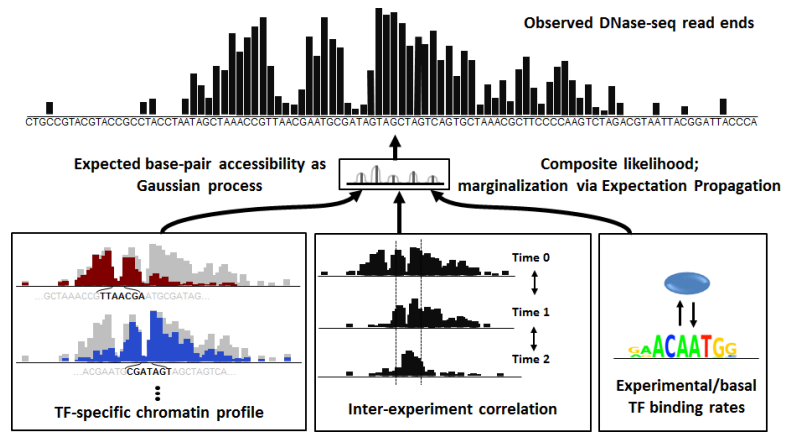 Observed DNase-seq read ends
CTGCCGTACGTACCGCCTACCTAATAGCTAAACCGTTAACGAATGCGATAGTAGCTAGTCAGTGCTAAACGCTTCCCCAAGTCTAGACGTAATTACGGATTACCCA
Expected base-pair accessibility as
Gaussian process
Composite likelihood;
marginalization via Expectation Propagation
...GCTAAACCGTTAACGAATGCGATAG...
...ACGAATGCGATAGTAGCTAGTCA...
TF-specific chromatin profile
Time 0
Time 1
Time 2
Inter-experiment correlation
GAACAATGG
Experimental/basal
TF binding rates